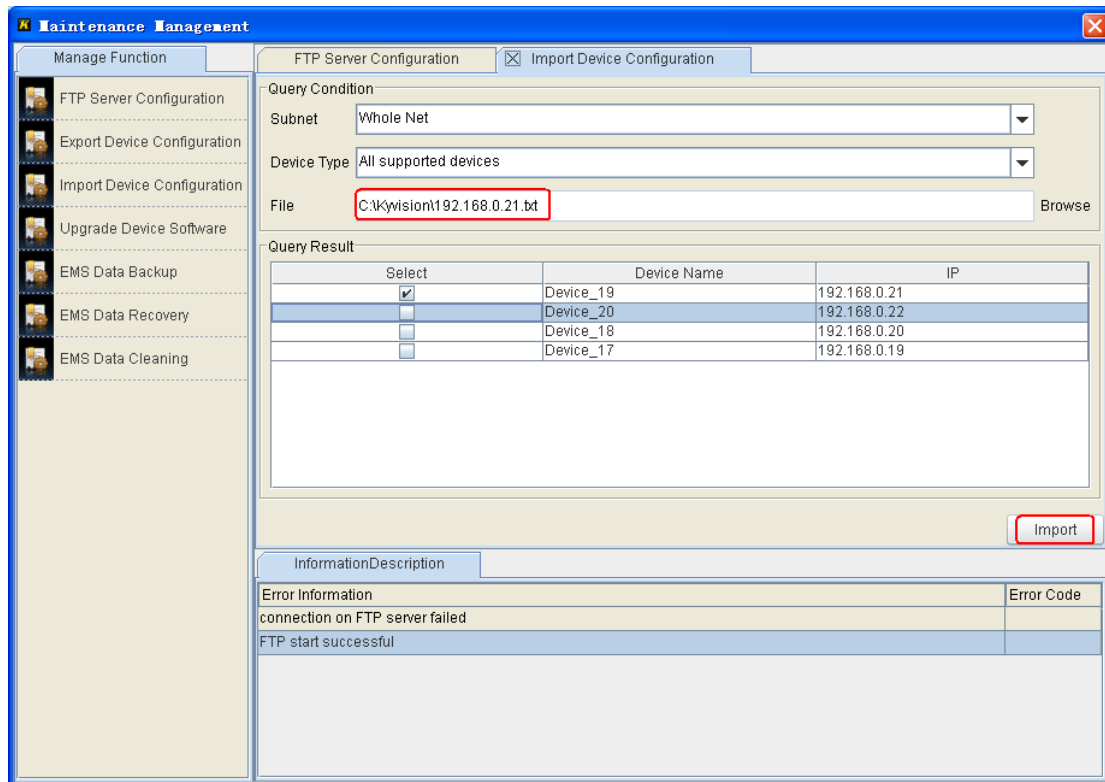 Maintenance Management
Manage Function
FTP Server Configuration
Export Device Configuration
Import Device Configuration
Upgrade Device Software
EMS Data Backup
EMS Data Recovery
EMS Data Cleaning
FTP Server Configuration
Import Device Configuration
Query Condition
Subnet Whole Net
Device Type All supported devices
File C:\Kyvision\192.168.0.21.txt Browse
Query Result
Select Device Name IP
Device_19 192.168.0.21
Device_20 192.168.0.22
Device_18 192.168.0.20
Device_17 192.168.0.19
Import
InformationDescription
Error Information Error Code
connection on FTP server failed
FTP start successful